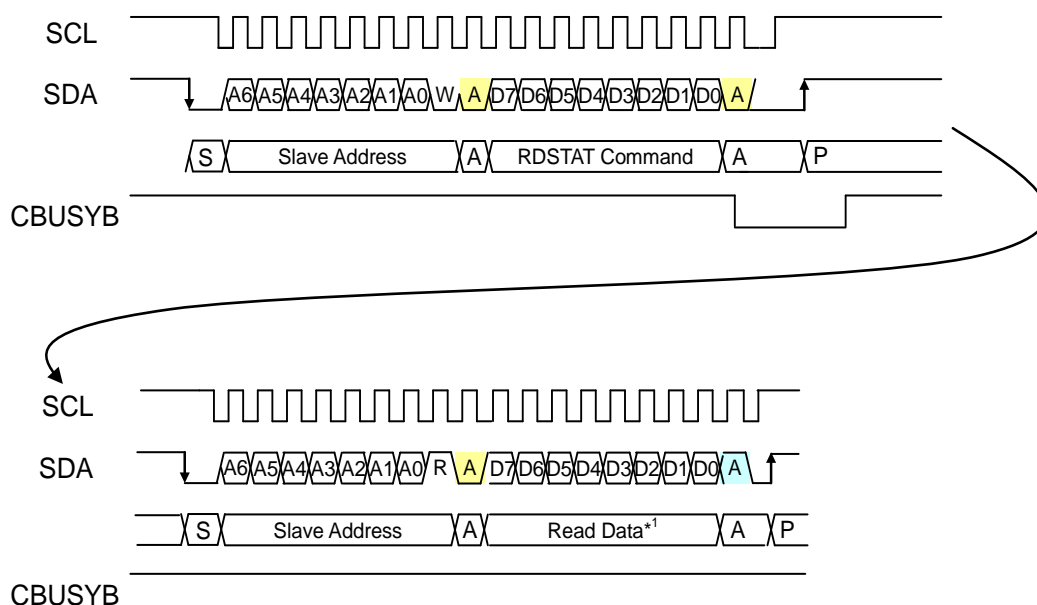 SCL
SDA A6 A5 A4 A3 A2 A1 A0 W A D7 D6 D5 D4 D3 D2 D1 D0 A
S Slave Address A RDSTAT Command A P
CBUSYB
SCL
SDA A6 A5 A4 A3 A2 A1 A0 R A D7 D6 D5 D4 D3 D2 D1 D0 A
S Slave Address A Read Data*1 A P
CBUSYB